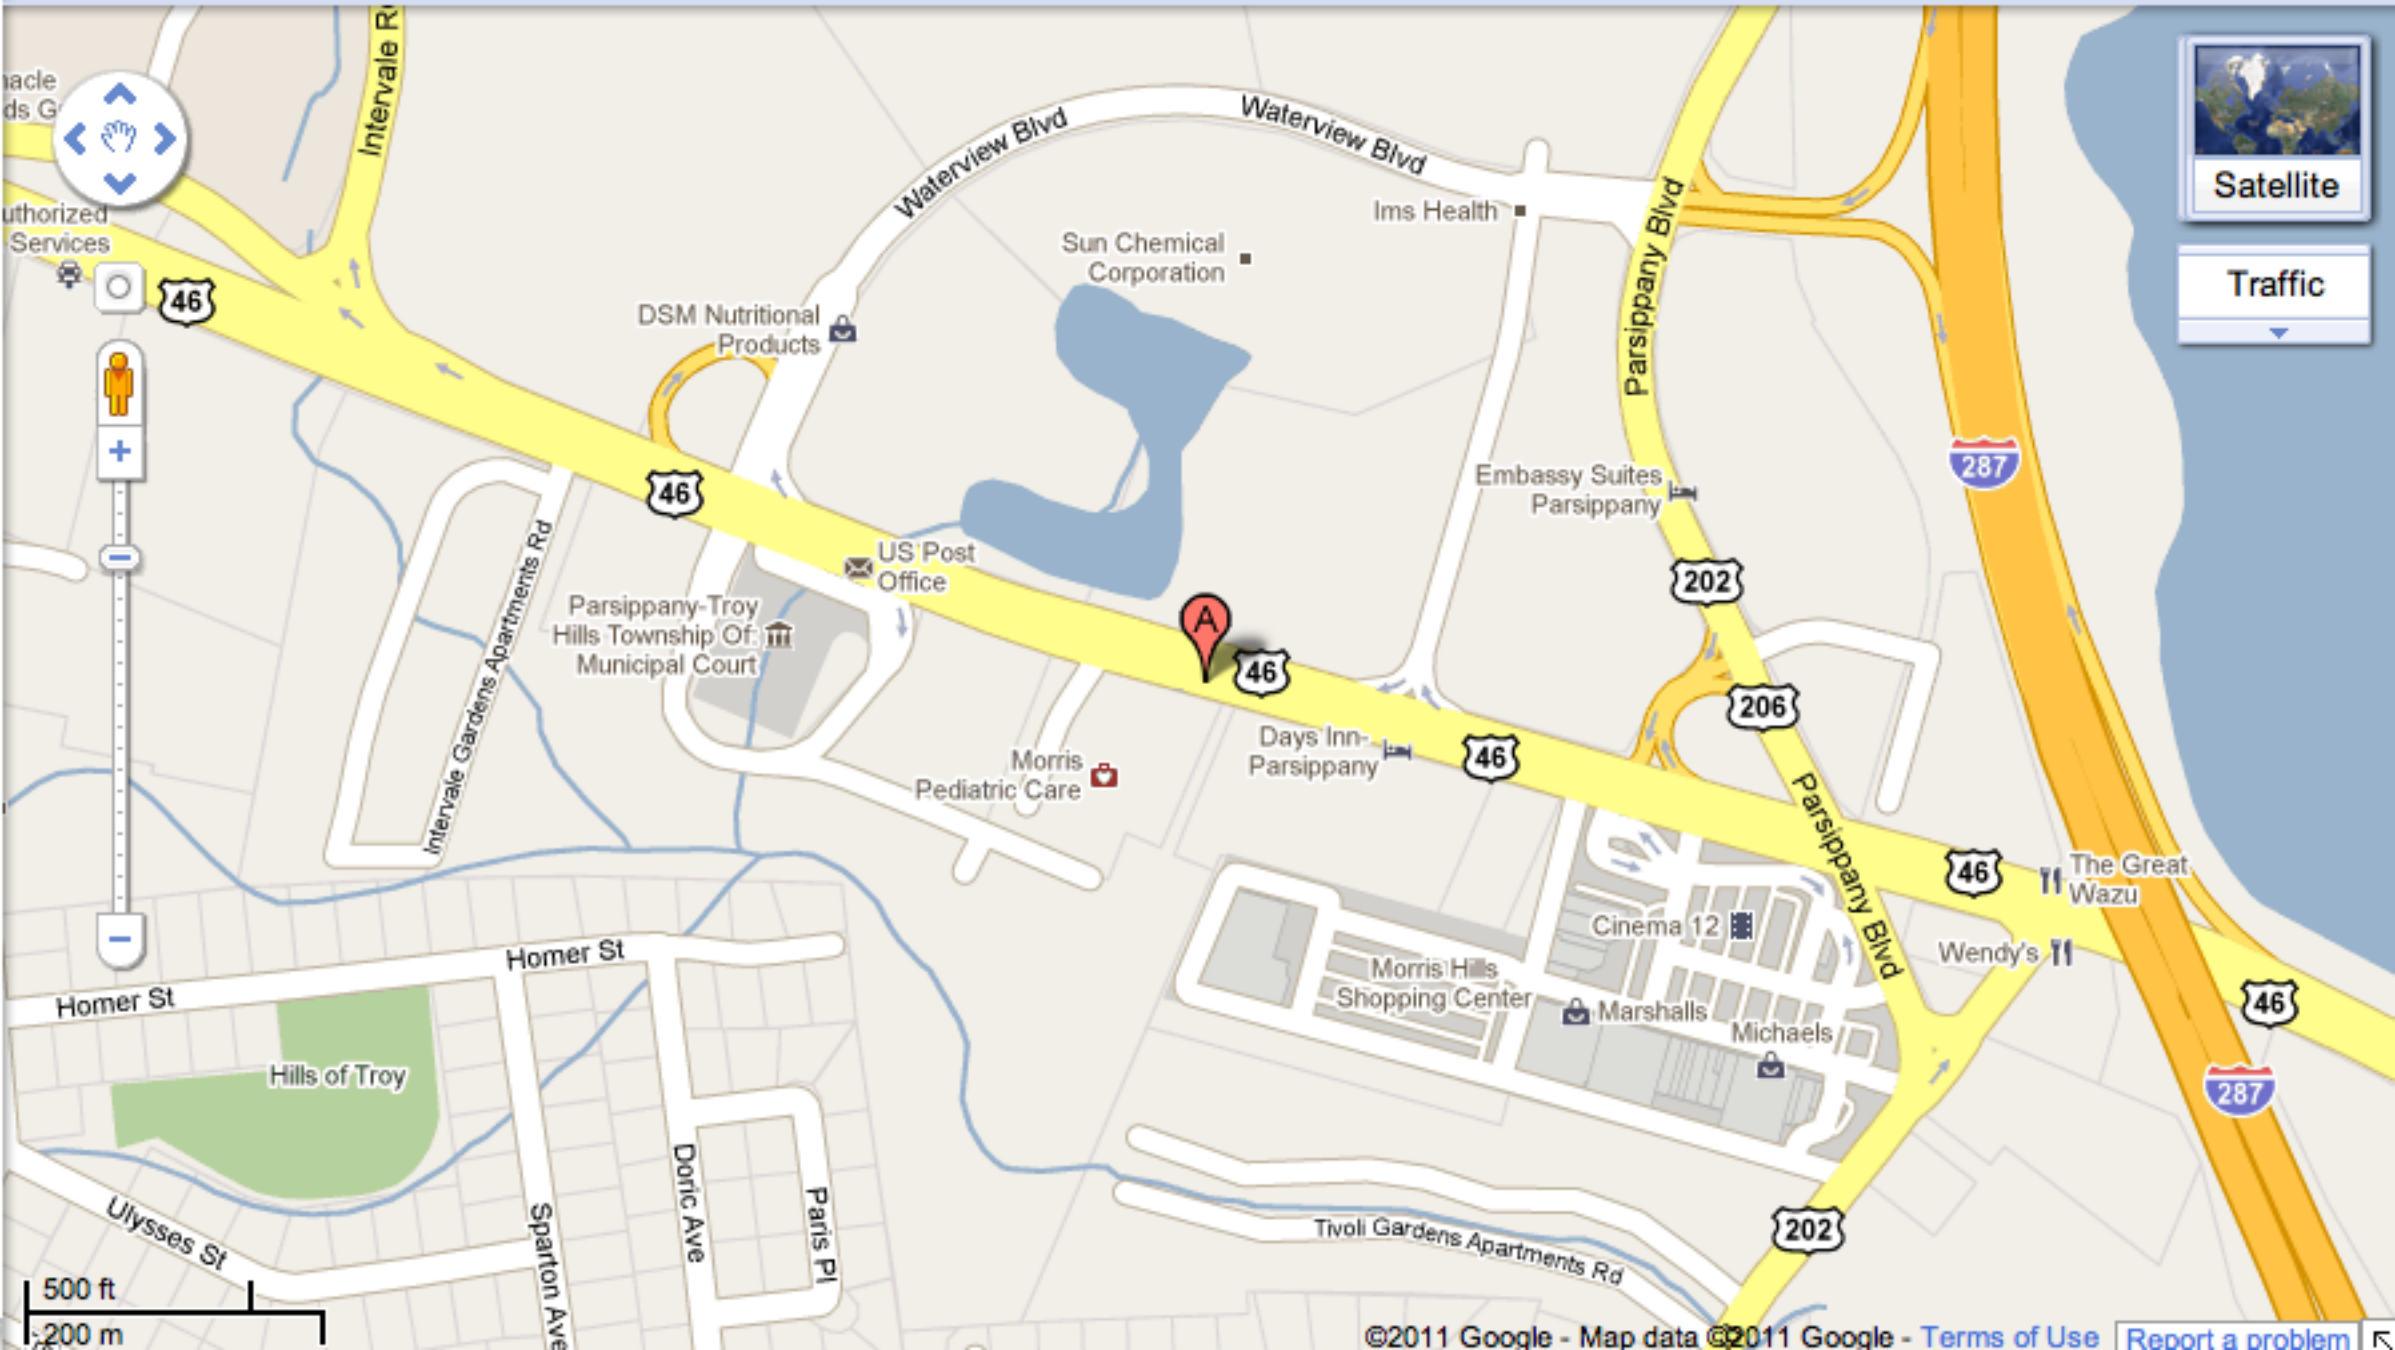 Intervale R
nacle
ds G
uthorized
Services
46
Waterview Blvd
Waterview Blvd
Ims Health
Sun Chemical
Corporation
DSM Nutritional
Products
Parsippany Blvd
Satellite
Traffic
287
46
Embassy Suites
Parsippany
202
US Post
Office
Intervale Gardens Apartments Rd
Parsippany-Troy
Hills Township Of:
Municipal Court
A
46
206
Days Inn-
Parsippany
46
Morris
Pediatric Care
Parsippany Blvd
46
The Great
Wazu
Cinema 12
Wendy's
Homer St
Homer St
Morris Hills
Shopping Center
Marshalls
Michaels
46
287
Hills of Troy
Ulysses St
Sparton Ave
Doric Ave
Paris Pl
Tivoli Gardens Apartments Rd
202
500 ft
200 m
©2011 Google - Map data ©2011 Google - Terms of Use
Report a problem